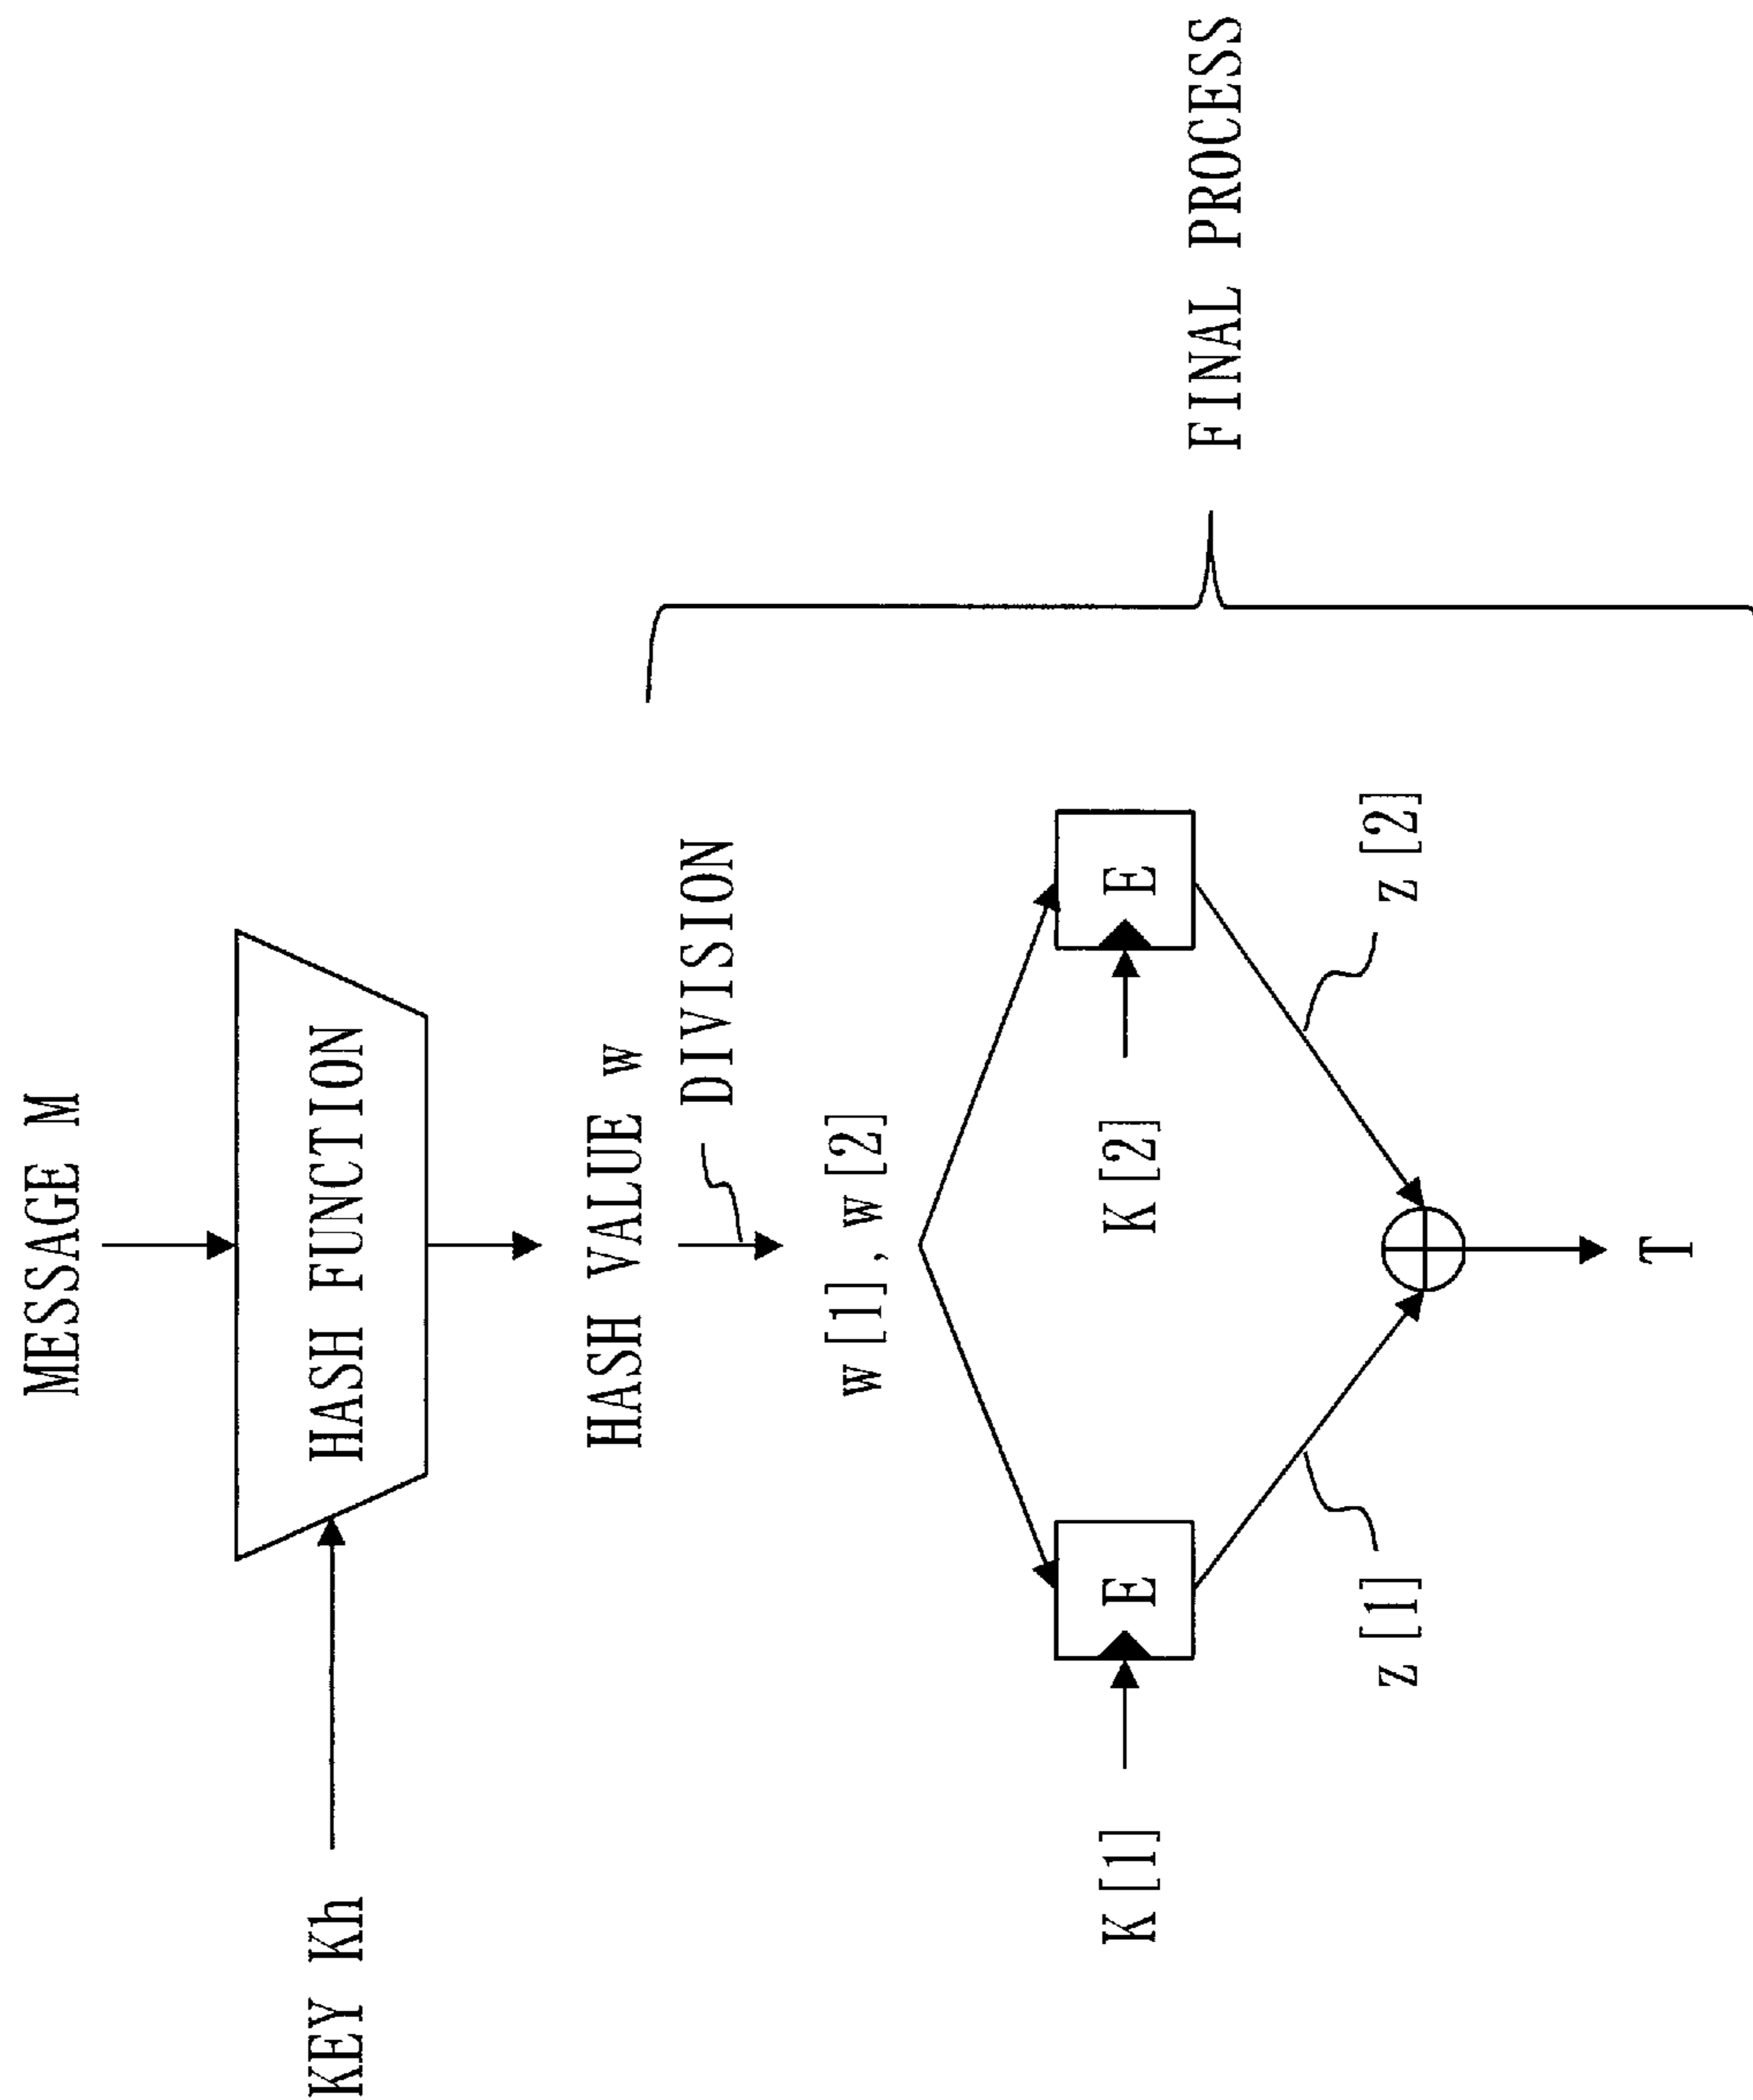 MESSAGE M
KEY Kh
HASH FUNCTION
HASH VALUE w
DIVISION
w[1], w[2]
K[1]
E
K[2]
E
z[1]
z[2]
T
FINAL PROCESS